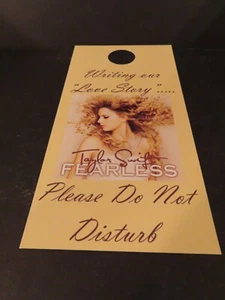 Writing our
"Love Story".....
Taylor Swift
FEARLESS
Please Do Not
Disturb